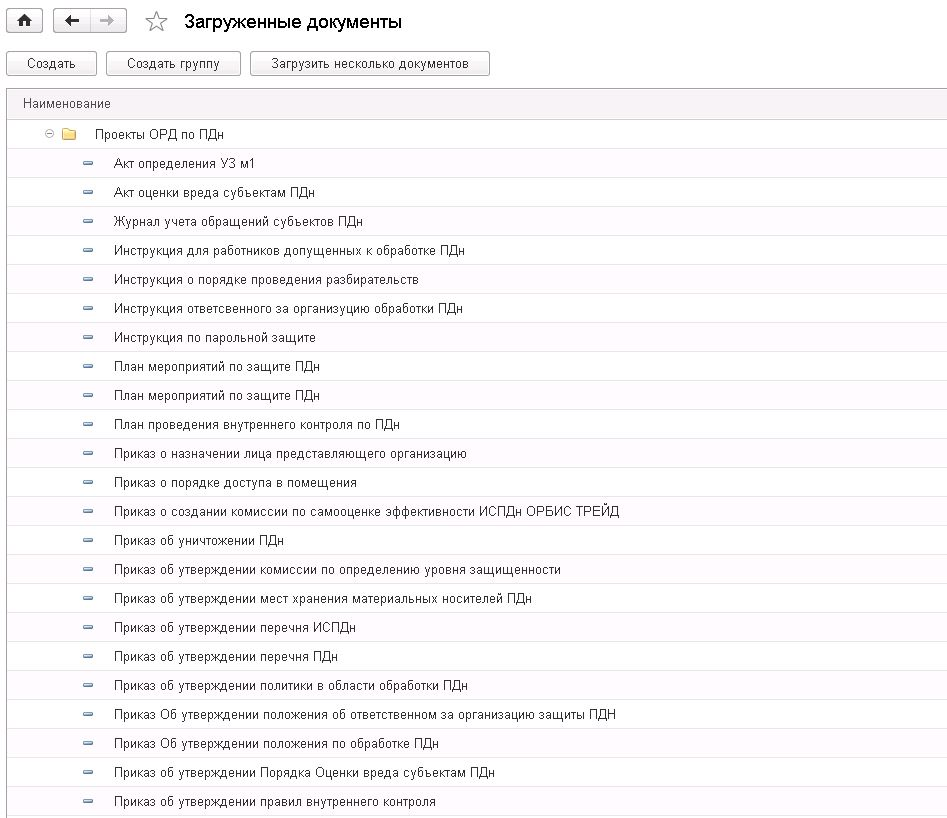 Загруженные документы
Создать
Создать группу
Загрузить несколько документов
Наименование
Проекты ОРД по ПДн
Акт определения УЗ м1
Акт оценки вреда субъектам ПДн
Журнал учета обращений субъектов ПДн
Инструкция для работников допущенных к обработке ПДн
Инструкция о порядке проведения разбирательств
Инструкция ответсвенного за организуцию обработки ПДн
Инструкция по парольной защите
План мероприятий по защите ПДн
План мероприятий по защите ПДн
План проведения внутреннего контроля по ПДн
Приказ о назначении лица представляющего организацию
Приказ о порядке доступа в помещения
Приказ о создании комиссии по самооценке эффективности ИСПДн ОРБИС ТРЕЙД
Приказ об уничтожении ПДн
Приказ об утверждении комиссии по определению уровня защищенности
Приказ об утверждении мест хранения материальных носителей ПДн
Приказ об утверждении перечня ИСПДн
Приказ об утверждении перечня ПДн
Приказ об утверждении политики в области обработки ПДн
Приказ Об утверждении положения об ответственном за организацию защиты ПДН
Приказ Об утверждении положения по обработке ПДн
Приказ об утверждении Порядка Оценки вреда субъектам ПДн
Приказ об утверждении правил внутреннего контроля